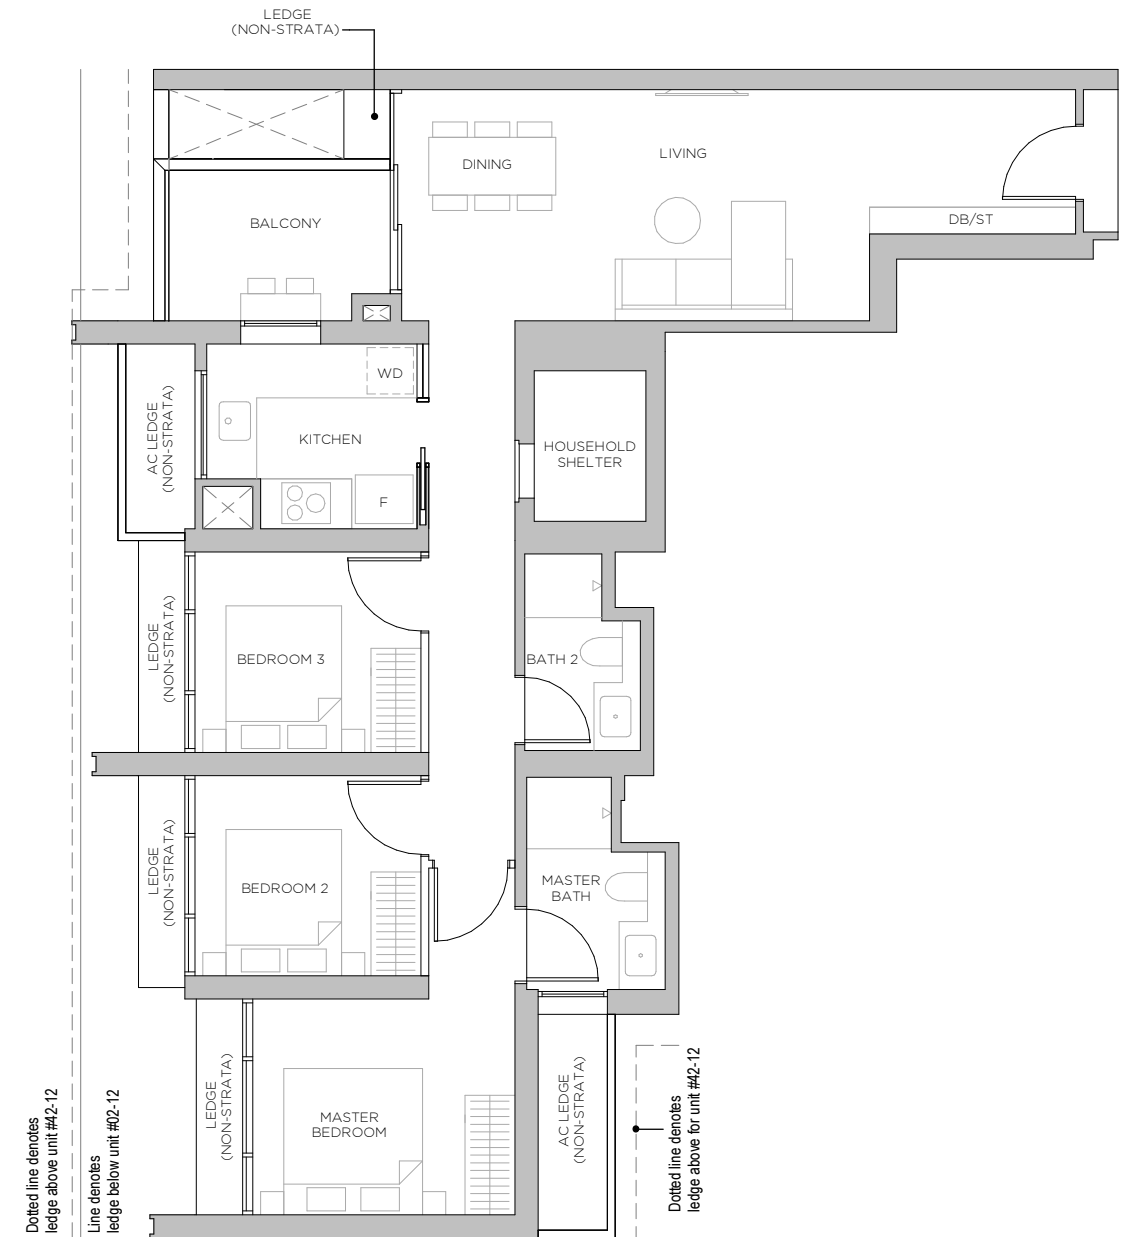 LEDGE
(NON-STRATA)
LIVING
DINING
BALCONY
DB/ST
WD
KITCHEN
AC LEDGE
(NON-STRATA)
HOUSEHOLD
SHELTER
F
LEDGE
(NON-STRATA)
BEDROOM 3
BATH 2
LEDGE
(NON-STRATA)
BEDROOM 2
MASTER
BATH
LEDGE
(NON-STRATA)
MASTER
BEDROOM
AC LEDGE
(NON-STRATA)
Dotted line denotes
ledge above unit #42-12
Line denotes
ledge below unit #02-12
Dotted line denotes
ledge above for unit #42-12